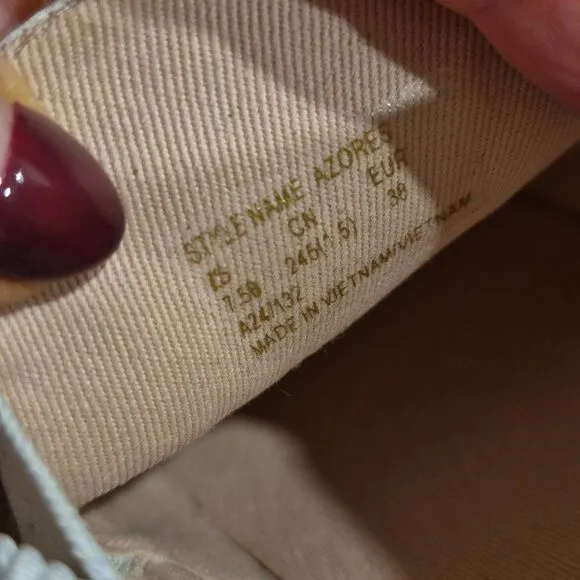 STYLE NAME AZORES
US CN EUR
7.5B 245(1.5) 38
A24/132
MADE IN VIETNAM/VIETNAM